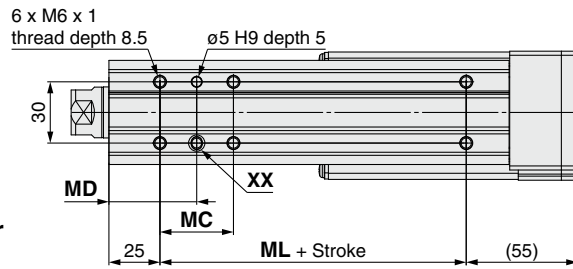 6 x M6 x 1
thread depth 8.5
ø5 H9 depth 5
30
XX
MD
MC
25
ML + Stroke
(55)